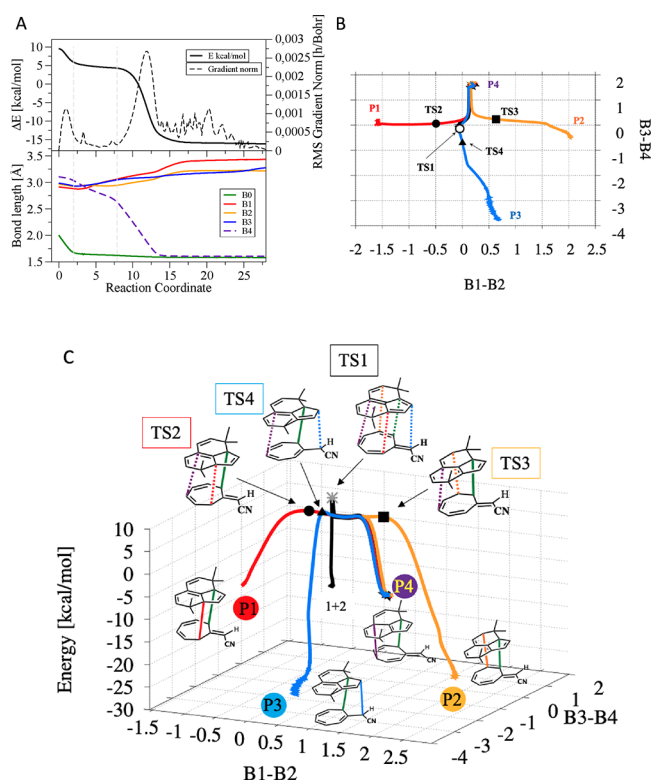 A
E kcal/mol
Gradient norm
10
5
0
-5
-10
-15
ΔE [kcal/mol]
0,003
0,0025
0,002
0,0015
0,001
0,0005
0
RMS Gradient Norm [h/Bohr]
3.5
3.0
2.5
2.0
1.5
Bond length [Å]
B0
B1
B2
B3
B4
0
5
10
15
20
25
Reaction Coordinate
B
P4
P1
TS2
TS3
P2
TS1
TS4
P3
2
1
0
-1
-2
-3
-4
B3-B4
-2
-1.5
-1
-0.5
0
0.5
1
1.5
2
2.5
B1-B2
C
TS1
TS4
TS2
TS3
H
CN
H
CN
H
CN
H
CN
10
5
0
-5
-10
-15
-20
-25
-30
Energy [kcal/mol]
P1
1+2
P4
P3
P2
H
CN
H
CN
H
CN
H
CN
-1.5
-1
-0.5
0
0.5
1
1.5
2
2.5
B1-B2
-4
-3
-2
-1
0
1
2
B3-B4